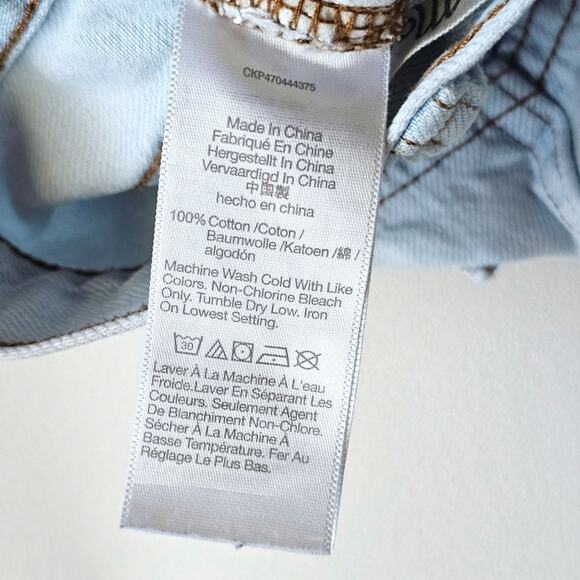 CKP470444375
Made In China
Fabriqué En Chine
Hergestellt In China
Vervaardigd In China
中国製
hecho en china
100% Cotton /Coton /
Baumwolle /Katoen /綿 /
algodón
Machine Wash Cold With Like
Colors. Non-Chlorine Bleach
Only. Tumble Dry Low. Iron
On Lowest Setting.
30
Laver À La Machine À L'eau
Froide.Laver En Séparant Les
Couleurs. Seulement Agent
De Blanchiment Non-Chlore.
Sécher À La Machine À
Basse Température. Fer Au
Réglage Le Plus Bas.